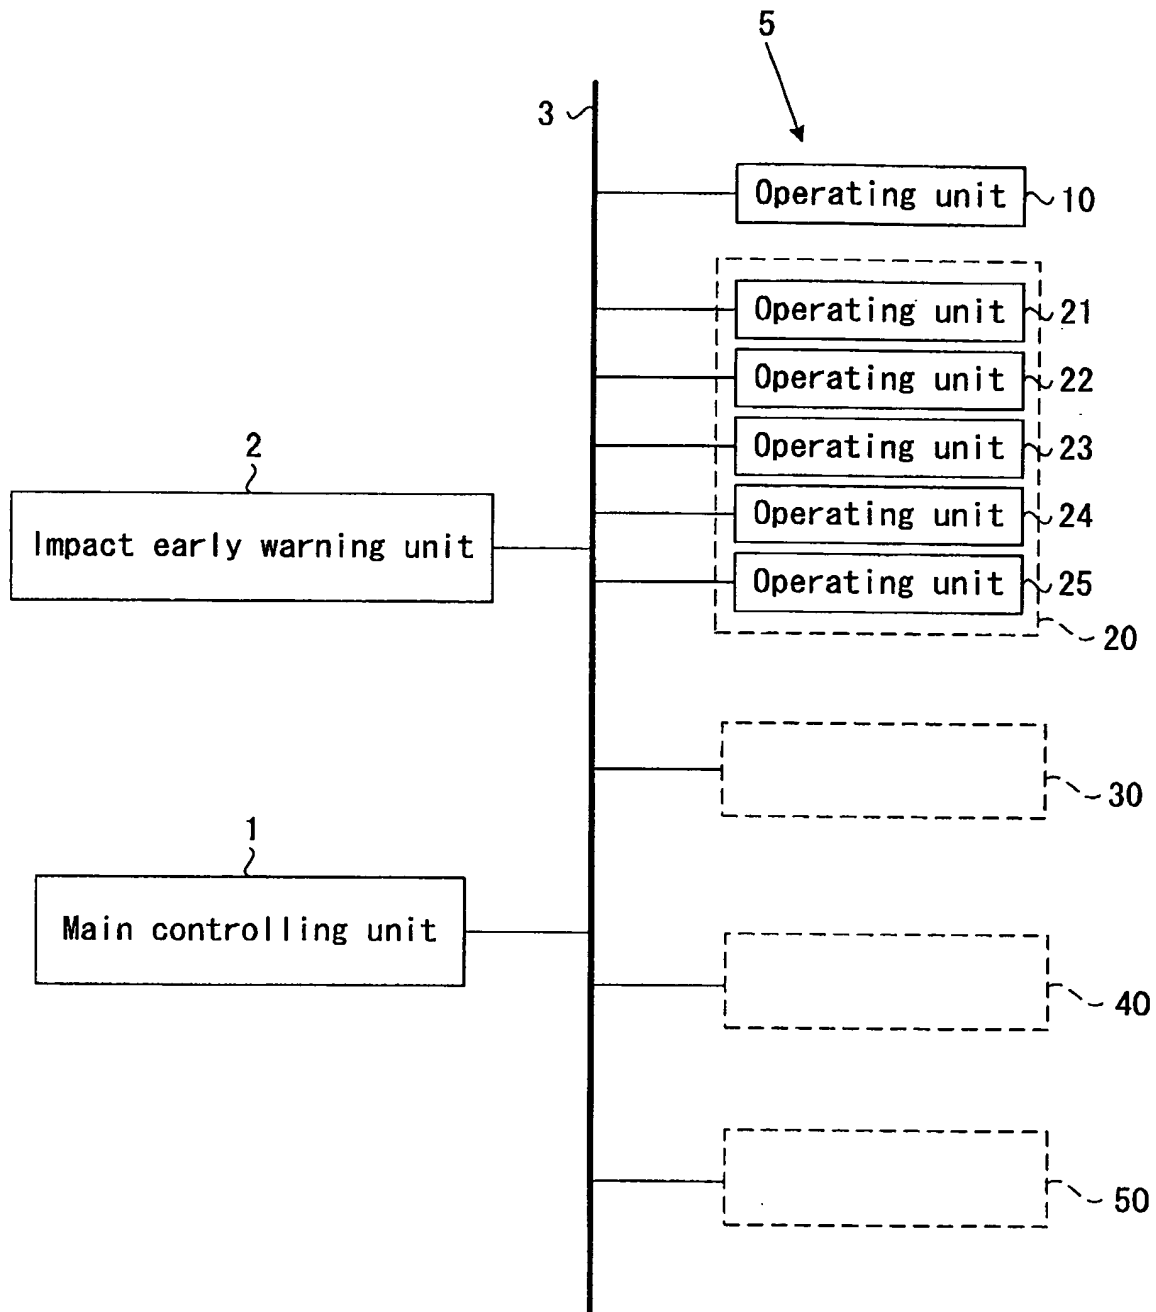 5
3
Operating unit 10
Operating unit 21
Operating unit 22
2
Operating unit 23
Impact early warning unit
Operating unit 24
Operating unit 25
20
30
1
Main controlling unit
40
50